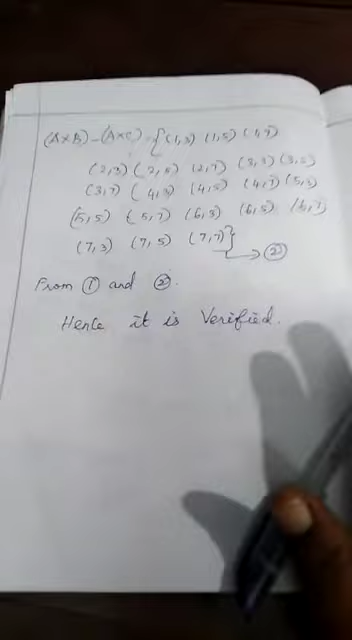 (A×B) - (A×C) = {(1,3) (1,5) (1,7)
(2,3) (2,5) (2,7) (3,3) (3,5)
(3,7) (4,3) (4,5) (4,7) (5,3)
(5,5) (5,7) (6,3) (6,5) (6,7)
(7,3) (7,5) (7,7)}
→ ②
From ① and ②.
Hence it is Verified.